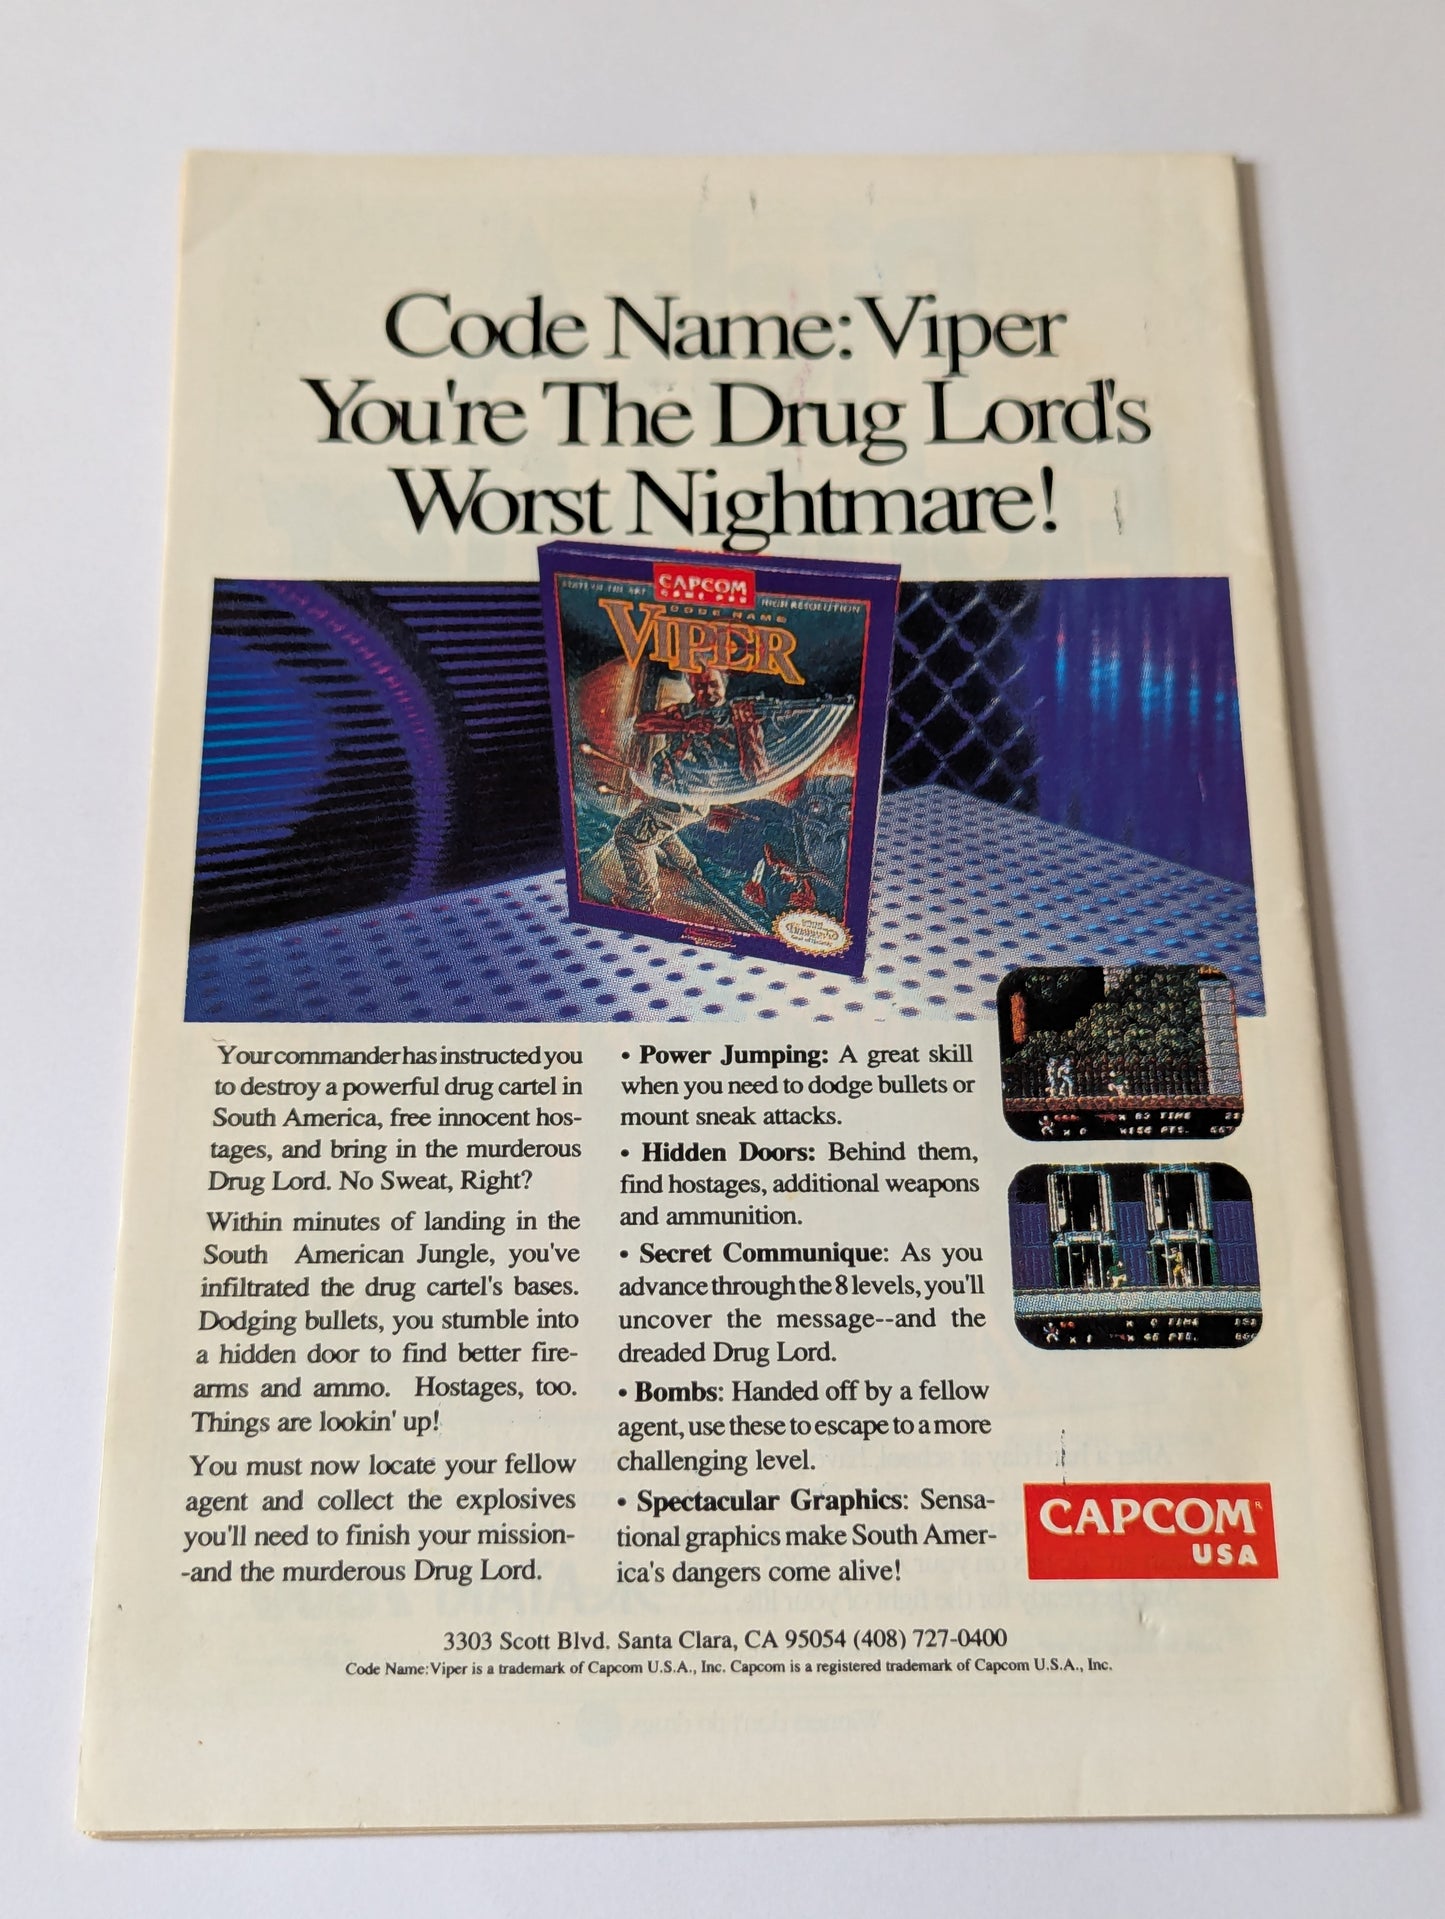 Code Name: Viper
You're The Drug Lord's
Worst Nightmare!
CAPCOM
STATE OF THE ART
HIGH RESOLUTION
CODE NAME
VIPER
Your commander has instructed you
to destroy a powerful drug cartel in
South America, free innocent hos-
tages, and bring in the murderous
Drug Lord. No Sweat, Right?
Within minutes of landing in the
South American Jungle, you've
infiltrated the drug cartel's bases.
Dodging bullets, you stumble into
a hidden door to find better fire-
arms and ammo. Hostages, too.
Things are lookin' up!
You must now locate your fellow
agent and collect the explosives
you'll need to finish your mission-
-and the murderous Drug Lord.
• Power Jumping: A great skill
when you need to dodge bullets or
mount sneak attacks.
• Hidden Doors: Behind them,
find hostages, additional weapons
and ammunition.
• Secret Communique: As you
advance through the 8 levels, you'll
uncover the message--and the
dreaded Drug Lord.
• Bombs: Handed off by a fellow
agent, use these to escape to a more
challenging level.
• Spectacular Graphics: Sensa-
tional graphics make South Amer-
ica's dangers come alive!
TIME
PTS.
TIME
PTS.
CAPCOM®
USA
3303 Scott Blvd. Santa Clara, CA 95054 (408) 727-0400
Code Name: Viper is a trademark of Capcom U.S.A., Inc. Capcom is a registered trademark of Capcom U.S.A., Inc.